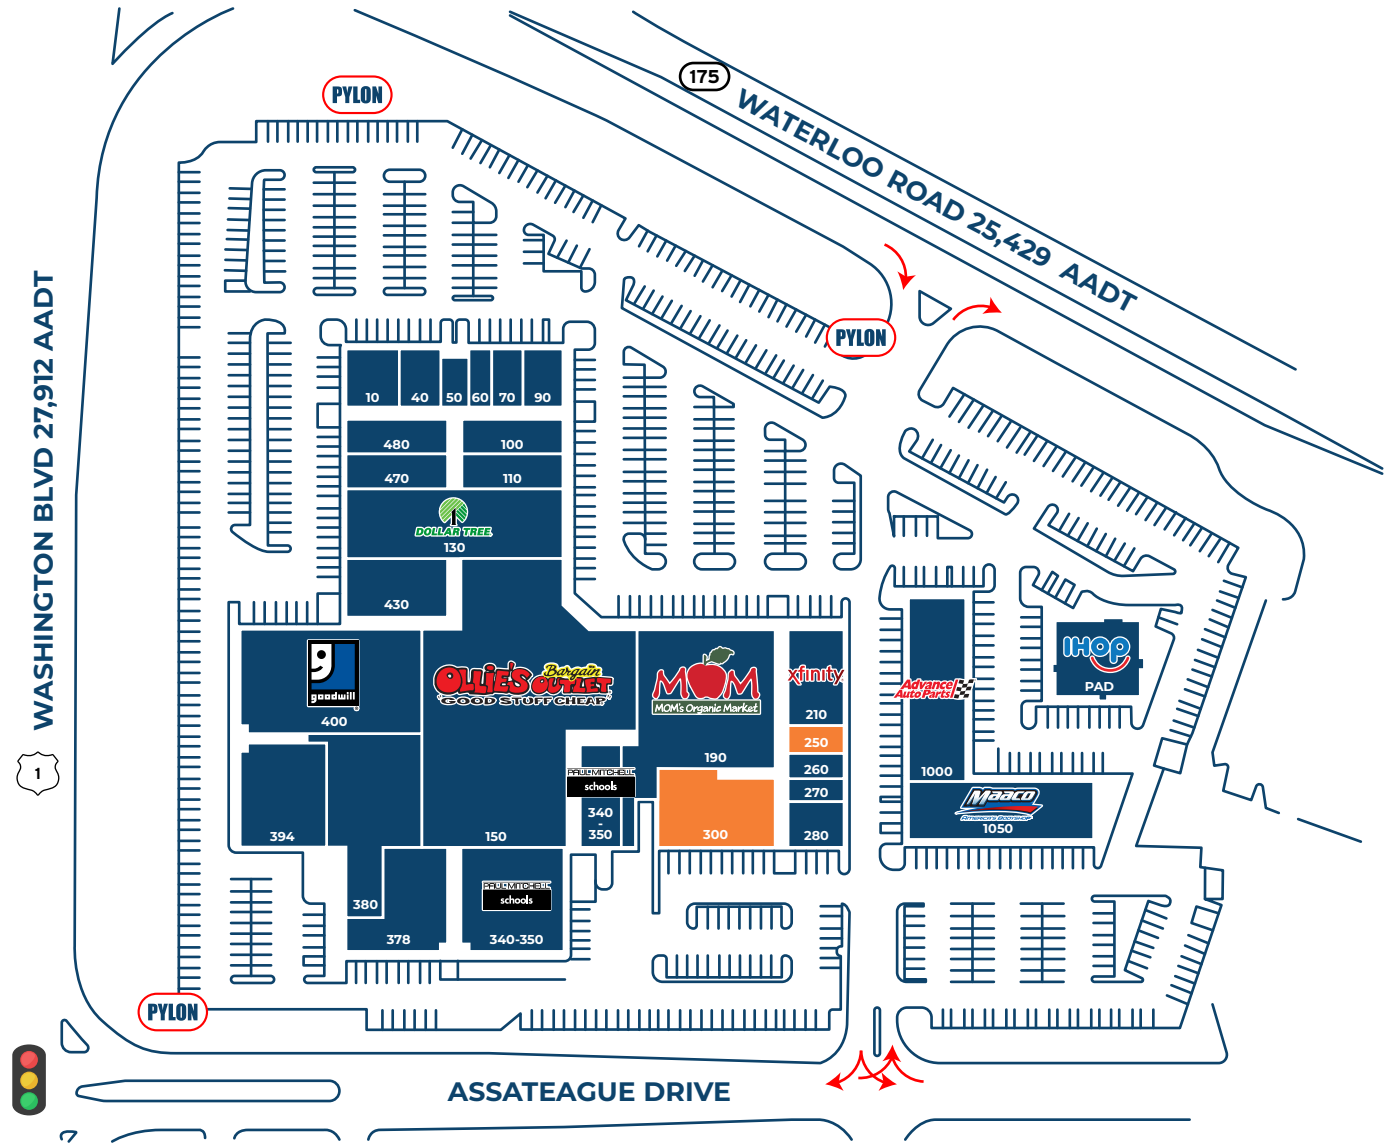 175
WATERLOO ROAD 25,429 AADT
PYLON
PYLON
WASHINGTON BLVD 27,912 AADT
1
10
40
50
60
70
90
480
100
470
110
DOLLAR TREE
130
430
goodwill
400
OLLIE'S Bargain OUTLET
"GOOD STUFF CHEAP"
MOM
MOM's Organic Market
190
xfinity
210
250
260
270
280
Advance
Auto Parts
1000
IHOP
PAD
MAACO
AMERICA'S BODYSHOP
1050
394
150
PAUL MITCHELL
schools
340
-
350
300
380
378
PAUL MITCHELL
schools
340-350
PYLON
ASSATEAGUE DRIVE